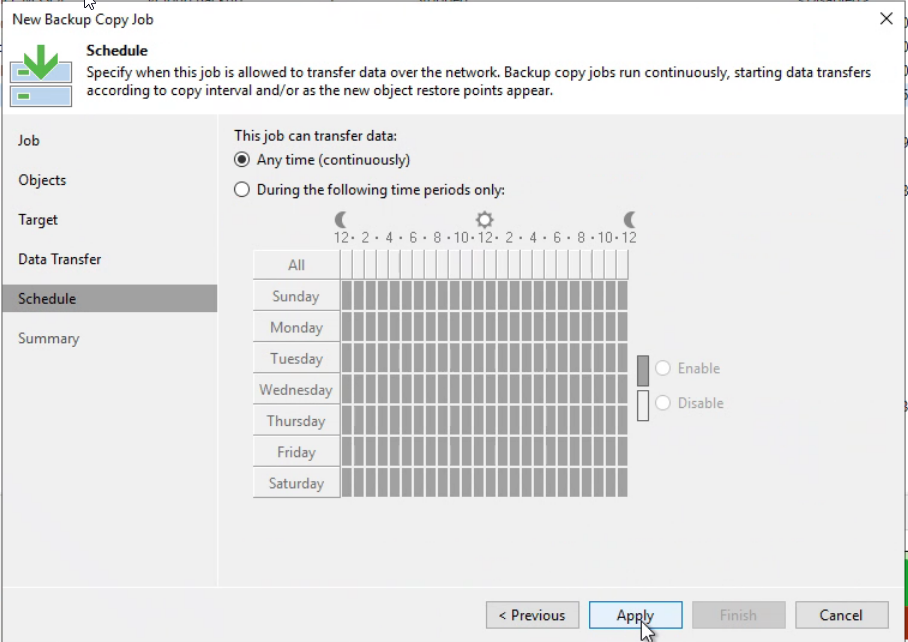 New Backup Copy Job
Schedule
Specify when this job is allowed to transfer data over the network. Backup copy jobs run continuously, starting data transfers
according to copy interval and/or as the new object restore points appear.
Job
Objects
Target
Data Transfer
Schedule
Summary
This job can transfer data:
Any time (continuously)
During the following time periods only:
12 · 2 · 4 · 6 · 8 · 10 · 12 · 2 · 4 · 6 · 8 · 10 · 12
All
Sunday
Monday
Tuesday
Wednesday
Thursday
Friday
Saturday
Enable
Disable
< Previous
Apply
Finish
Cancel